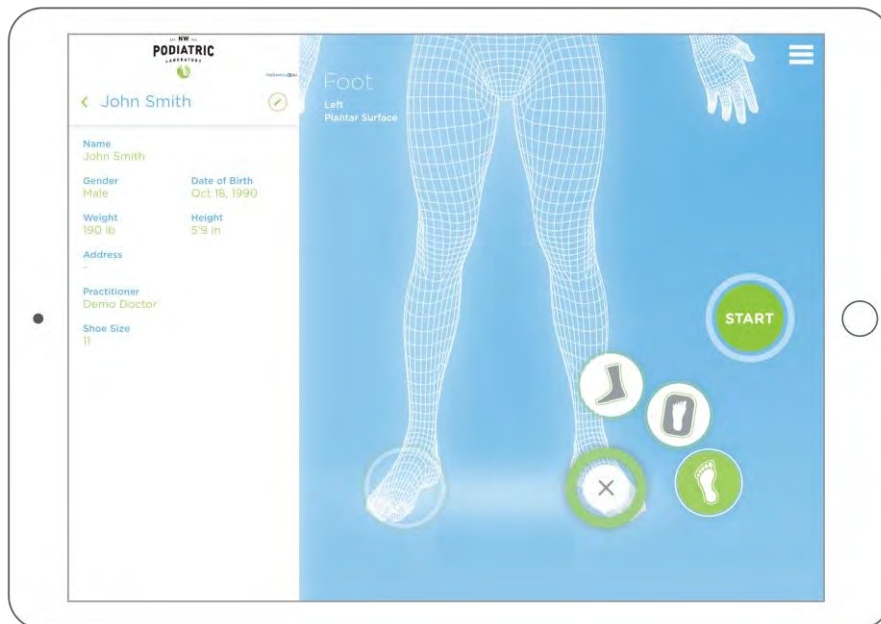 NW
PODIATRIC
LABORATORY
John Smith
Name
John Smith
Gender
Male
Date of Birth
Oct 18, 1990
Weight
190 lb
Height
5'9 in
Address
-
Practitioner
Demo Doctor
Shoe Size
11
Foot
Left
Plantar Surface
START